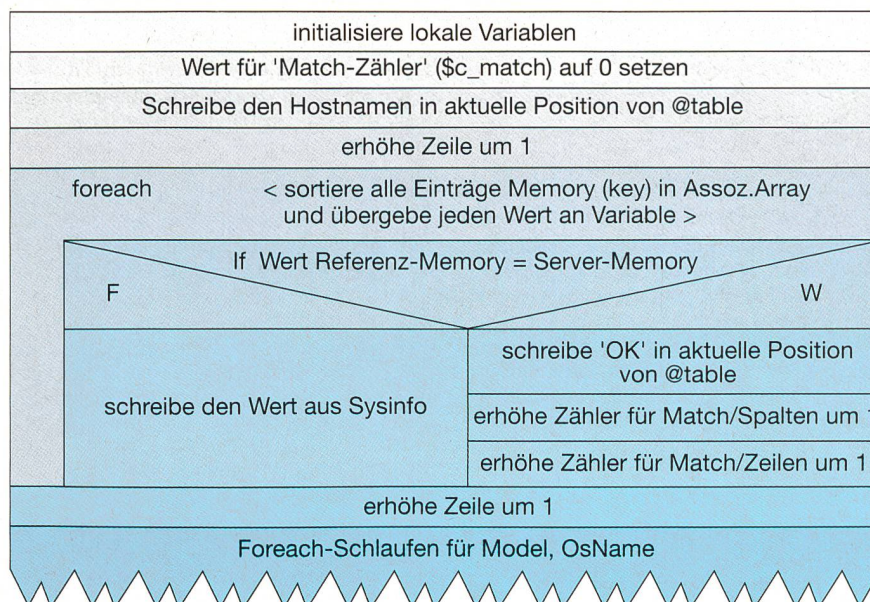 initialisiere lokale Variablen
Wert für 'Match-Zähler' ($c_match) auf 0 setzen
Schreibe den Hostnamen in aktuelle Position von @table
erhöhe Zeile um 1
foreach < sortiere alle Einträge Memory (key) in Assoz.Array
und übergebe jeden Wert an Variable >
If Wert Referenz-Memory = Server-Memory
F W
schreibe den Wert aus Sysinfo
schreibe 'OK' in aktuelle Position
von @table
erhöhe Zähler für Match/Spalten um 1
erhöhe Zähler für Match/Zeilen um 1
erhöhe Zeile um 1
Foreach-Schlaufen für Model, OsName